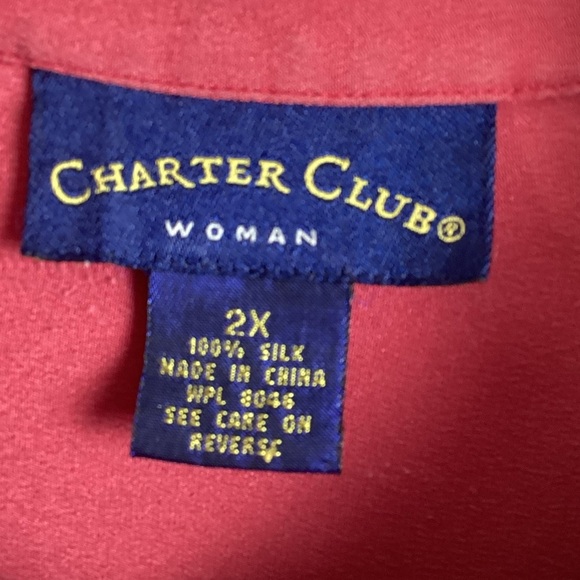 CHARTER CLUB®
WOMAN
2X
100% SILK
MADE IN CHINA
WPL 8046
SEE CARE ON
REVERSE